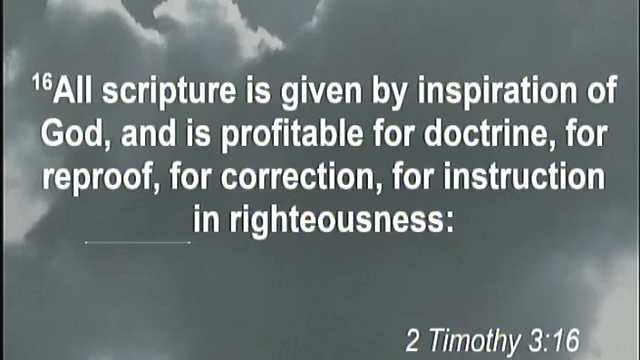 16All scripture is given by inspiration of
God, and is profitable for doctrine, for
reproof, for correction, for instruction
in righteousness:
2 Timothy 3:16